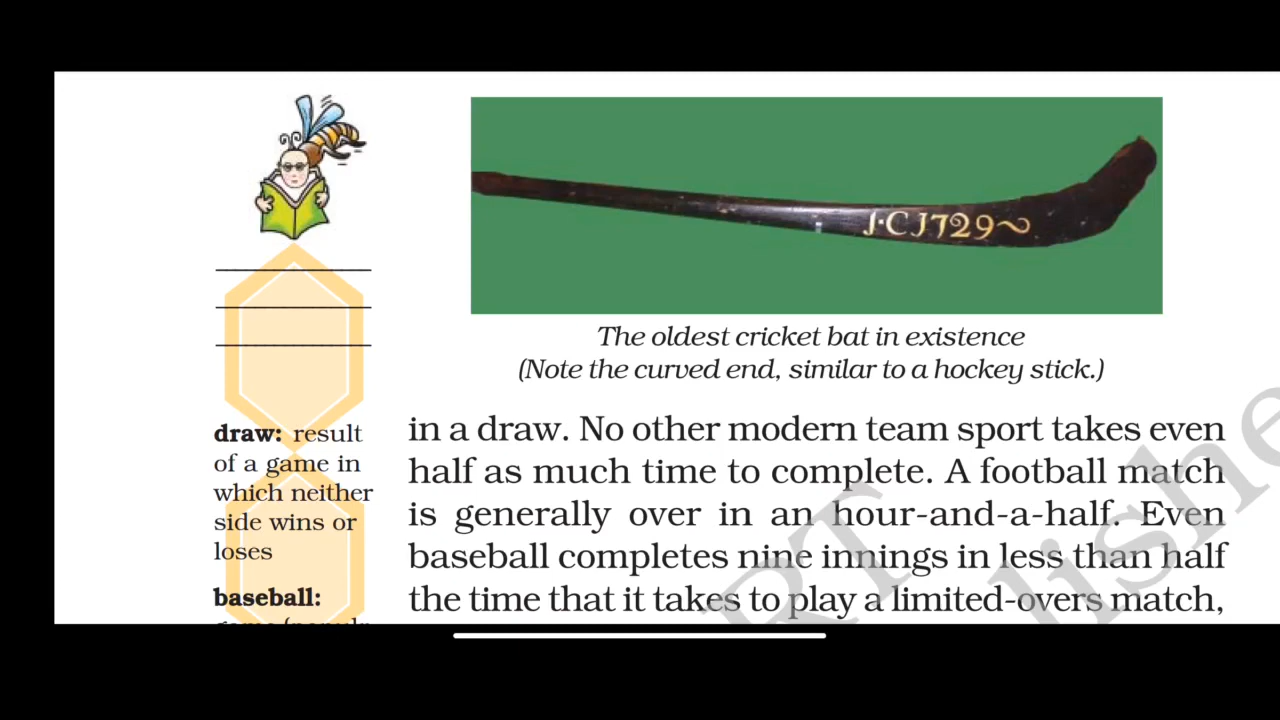 J·C 1729
The oldest cricket bat in existence
(Note the curved end, similar to a hockey stick.)
draw: result
of a game in
which neither
side wins or
loses
baseball:
in a draw. No other modern team sport takes even
half as much time to complete. A football match
is generally over in an hour-and-a-half. Even
baseball completes nine innings in less than half
the time that it takes to play a limited-overs match,